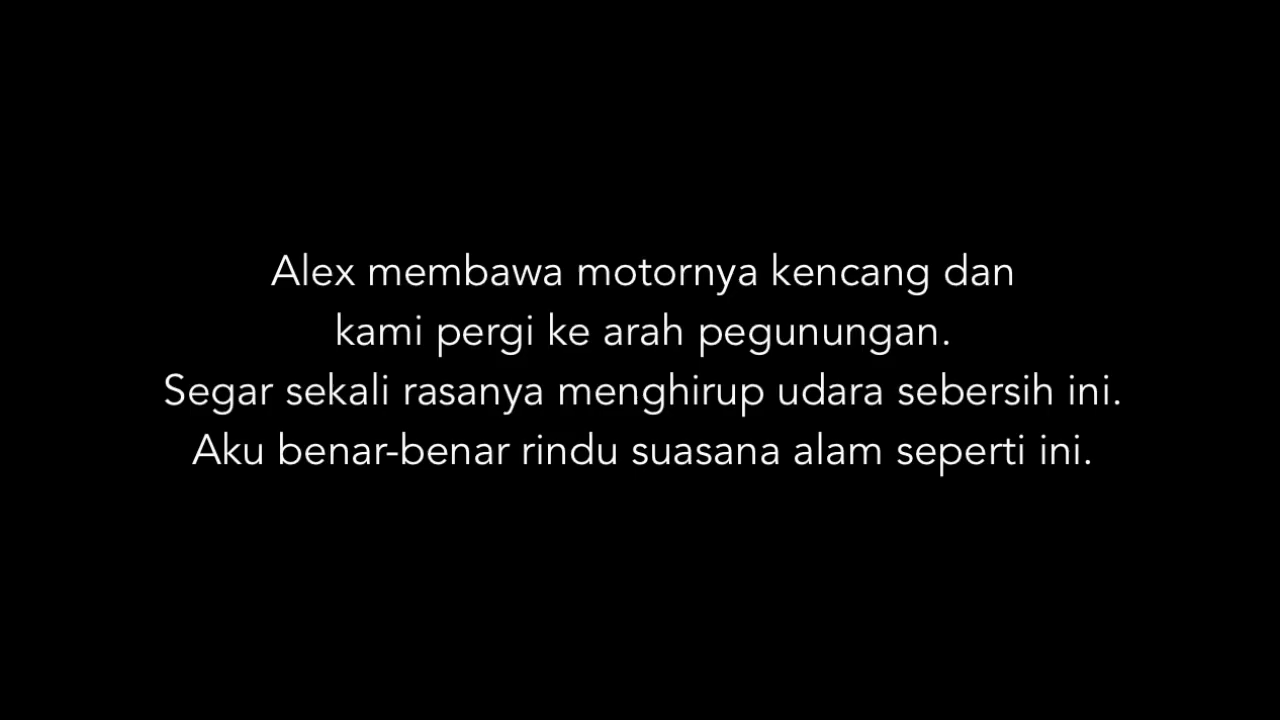 Alex membawa motornya kencang dan
kami pergi ke arah pegunungan.
Segar sekali rasanya menghirup udara sebersih ini.
Aku benar-benar rindu suasana alam seperti ini.